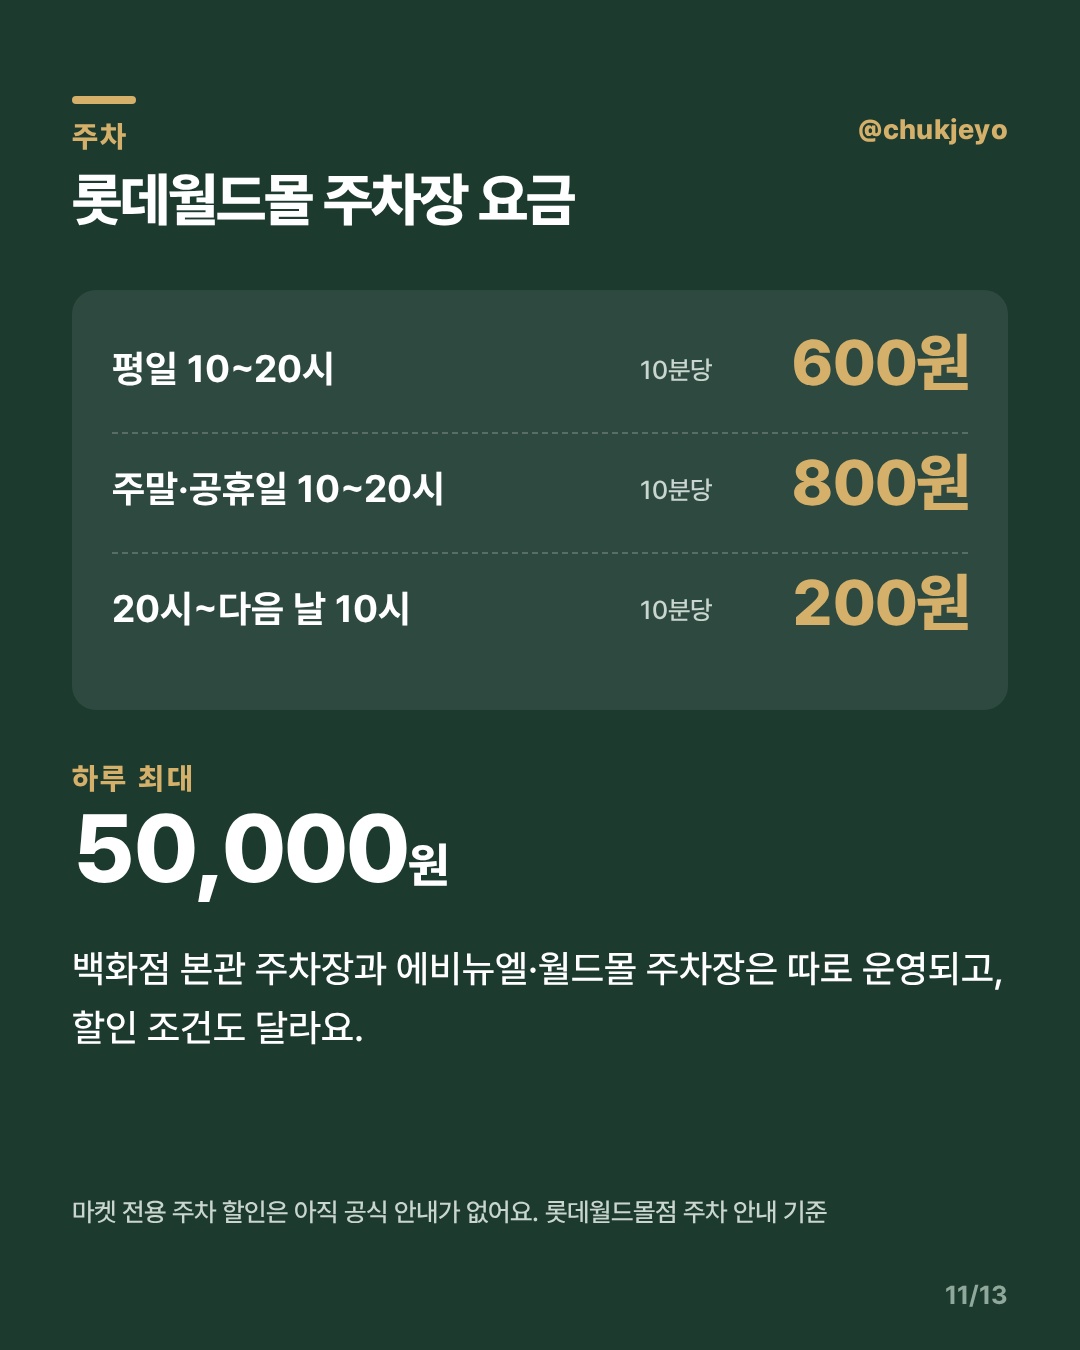 주차
@chukjeyo
롯데월드몰 주차장 요금
평일 10~20시 10분당 600원
주말·공휴일 10~20시 10분당 800원
20시~다음 날 10시 10분당 200원
하루 최대
50,000원
백화점 본관 주차장과 에비뉴엘·월드몰 주차장은 따로 운영되고,
할인 조건도 달라요.
마켓 전용 주차 할인은 아직 공식 안내가 없어요. 롯데월드몰점 주차 안내 기준
11/13